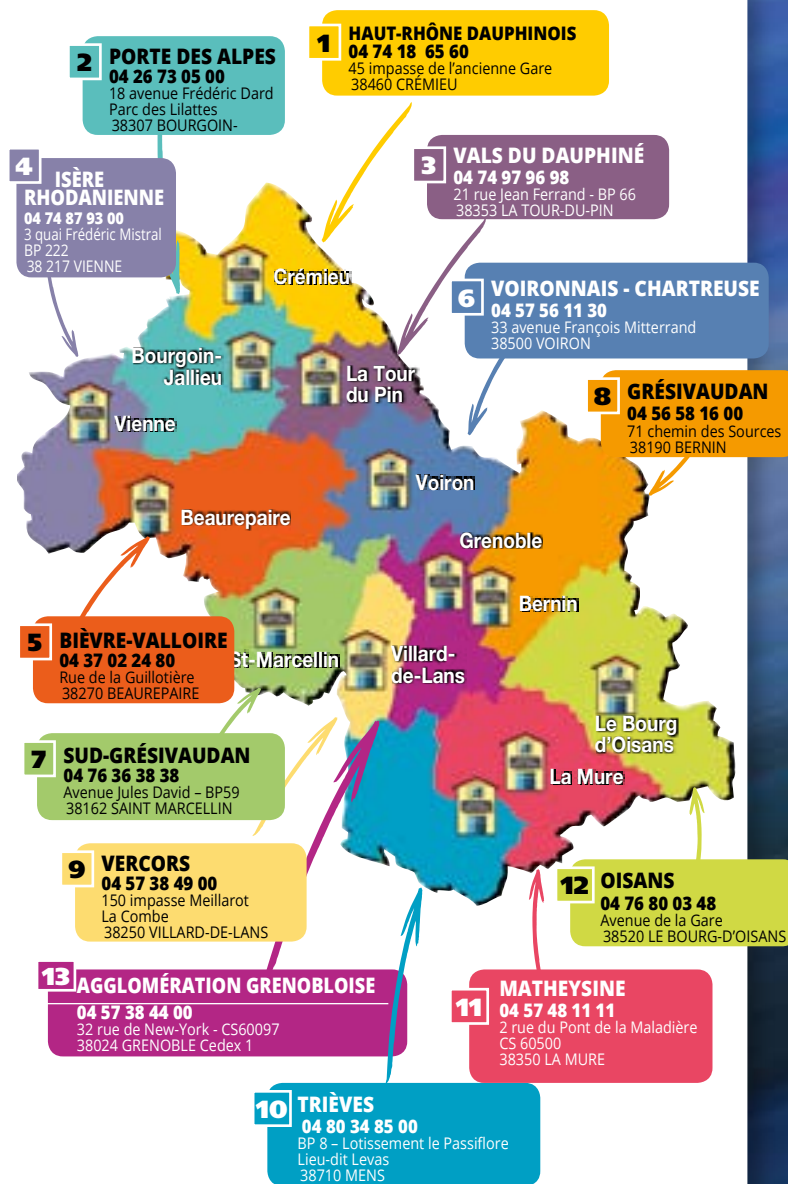 1
HAUT-RHÔNE DAUPHINOIS
04 74 18 65 60
45 impasse de l'ancienne Gare
38460 CRÉMIEU
2
PORTE DES ALPES
04 26 73 05 00
18 avenue Frédéric Dard
Parc des Lilattes
38307 BOURGOIN-
3
VALS DU DAUPHINÉ
04 74 97 96 98
21 rue Jean Ferrand - BP 66
38353 LA TOUR-DU-PIN
4
ISÈRE
RHODANIENNE
04 74 87 93 00
3 quai Frédéric Mistral
BP 222
38 217 VIENNE
6
VOIRONNAIS - CHARTREUSE
04 57 56 11 30
33 avenue François Mitterrand
38500 VOIRON
8
GRÉSIVAUDAN
04 56 58 16 00
71 chemin des Sources
38190 BERNIN
Crémieu
Bourgoin-
Jallieu
La Tour
du Pin
Vienne
Voiron
Beaurepaire
Grenoble
Bernin
St-Marcellin
Villard-
de-Lans
Le Bourg
d'Oisans
La Mure
5
BIÈVRE-VALLOIRE
04 37 02 24 80
Rue de la Guillotière
38270 BEAUREPAIRE
7
SUD-GRÉSIVAUDAN
04 76 36 38 38
Avenue Jules David – BP59
38162 SAINT MARCELLIN
9
VERCORS
04 57 38 49 00
150 impasse Meillarot
La Combe
38250 VILLARD-DE-LANS
12
OISANS
04 76 80 03 48
Avenue de la Gare
38520 LE BOURG-D'OISANS
13
AGGLOMÉRATION GRENOBLOISE
04 57 38 44 00
32 rue de New-York - CS60097
38024 GRENOBLE Cedex 1
11
MATHEYSINE
04 57 48 11 11
2 rue du Pont de la Maladière
CS 60500
38350 LA MURE
10
TRIÈVES
04 80 34 85 00
BP 8 – Lotissement le Passiflore
Lieu-dit Levas
38710 MENS